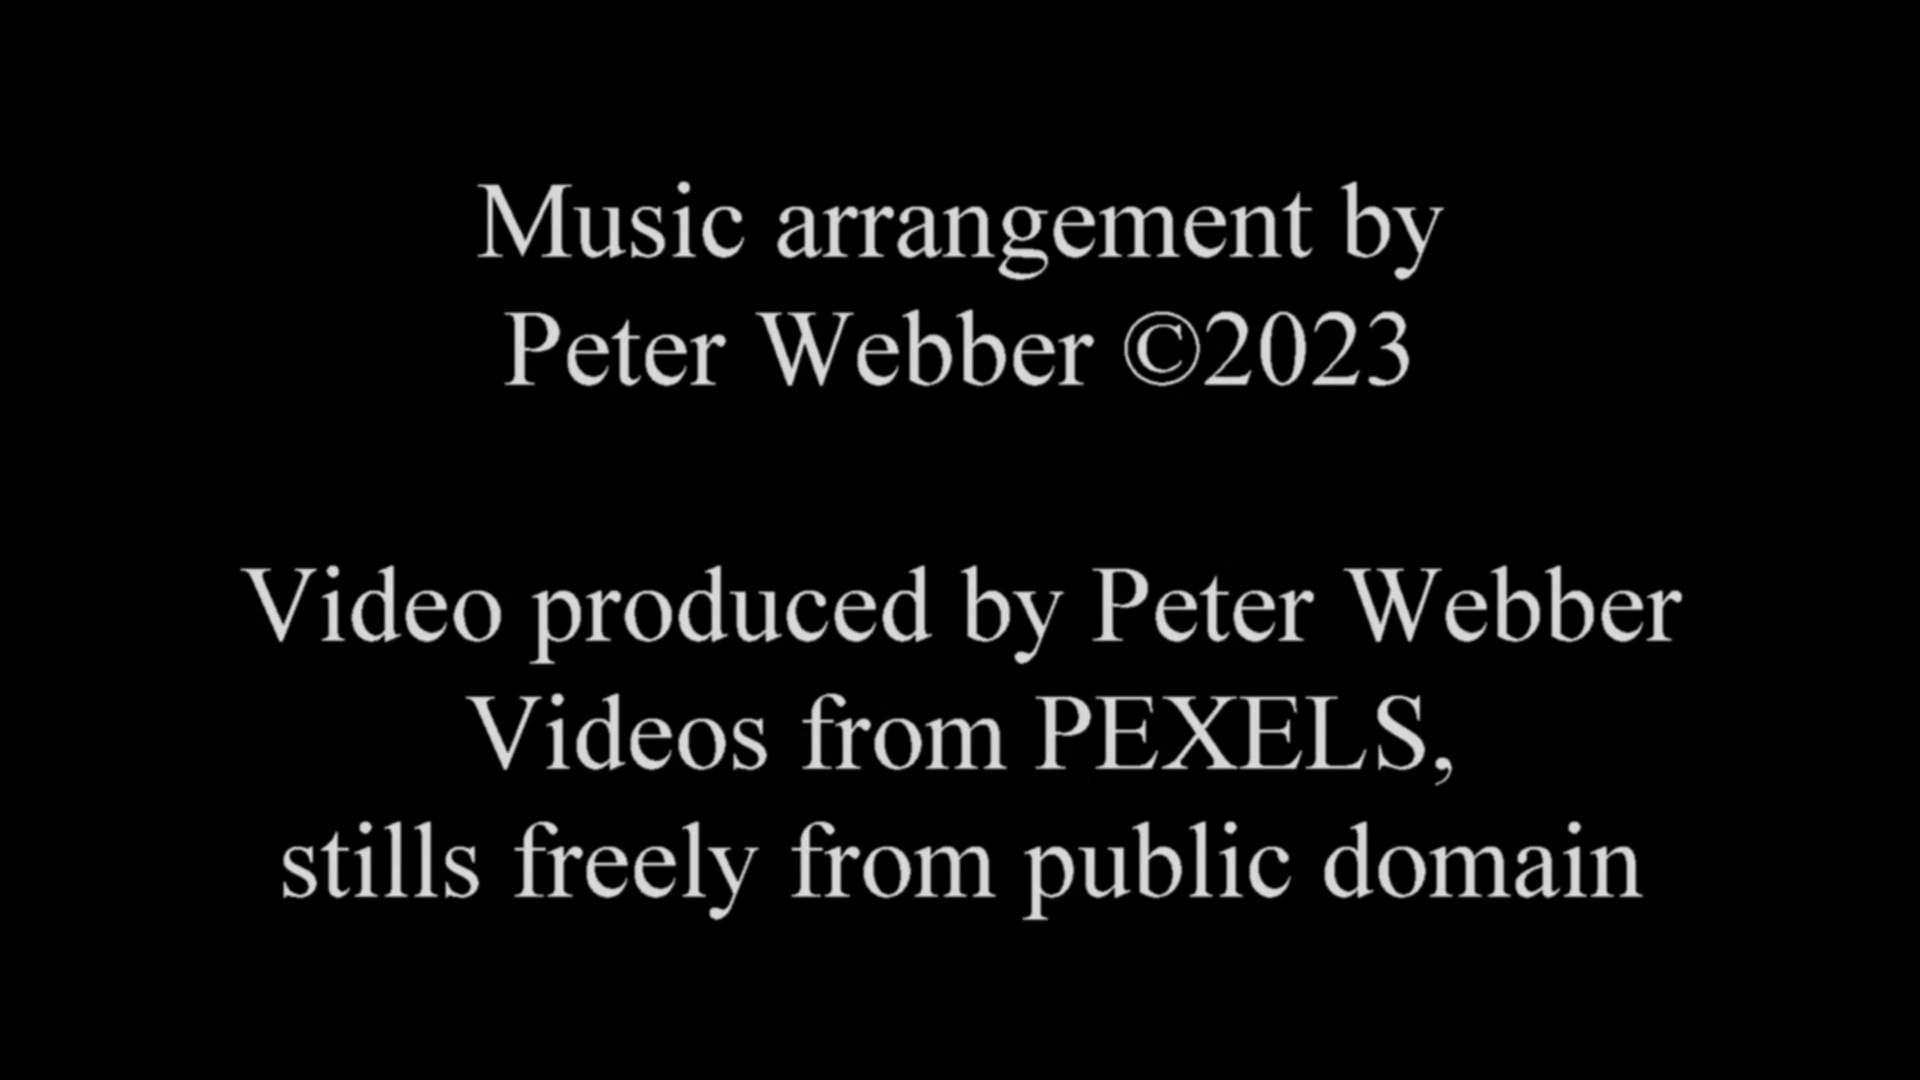 Music arrangement by
Peter Webber ©2023
Video produced by Peter Webber
Videos from PEXELS,
stills freely from public domain